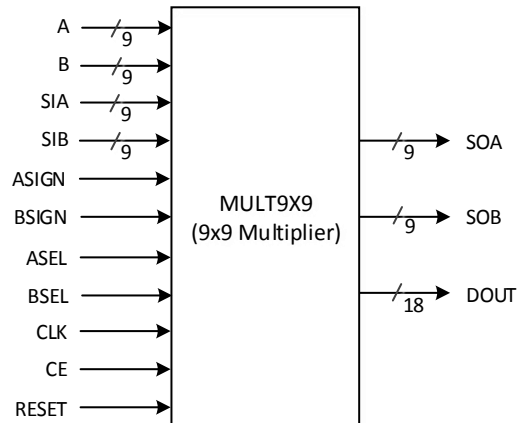 A
9
B
9
SIA
9
SIB
9
ASIGN
BSIGN
ASEL
BSEL
CLK
CE
RESET
MULT9X9
(9x9 Multiplier)
9
SOA
9
SOB
18
DOUT